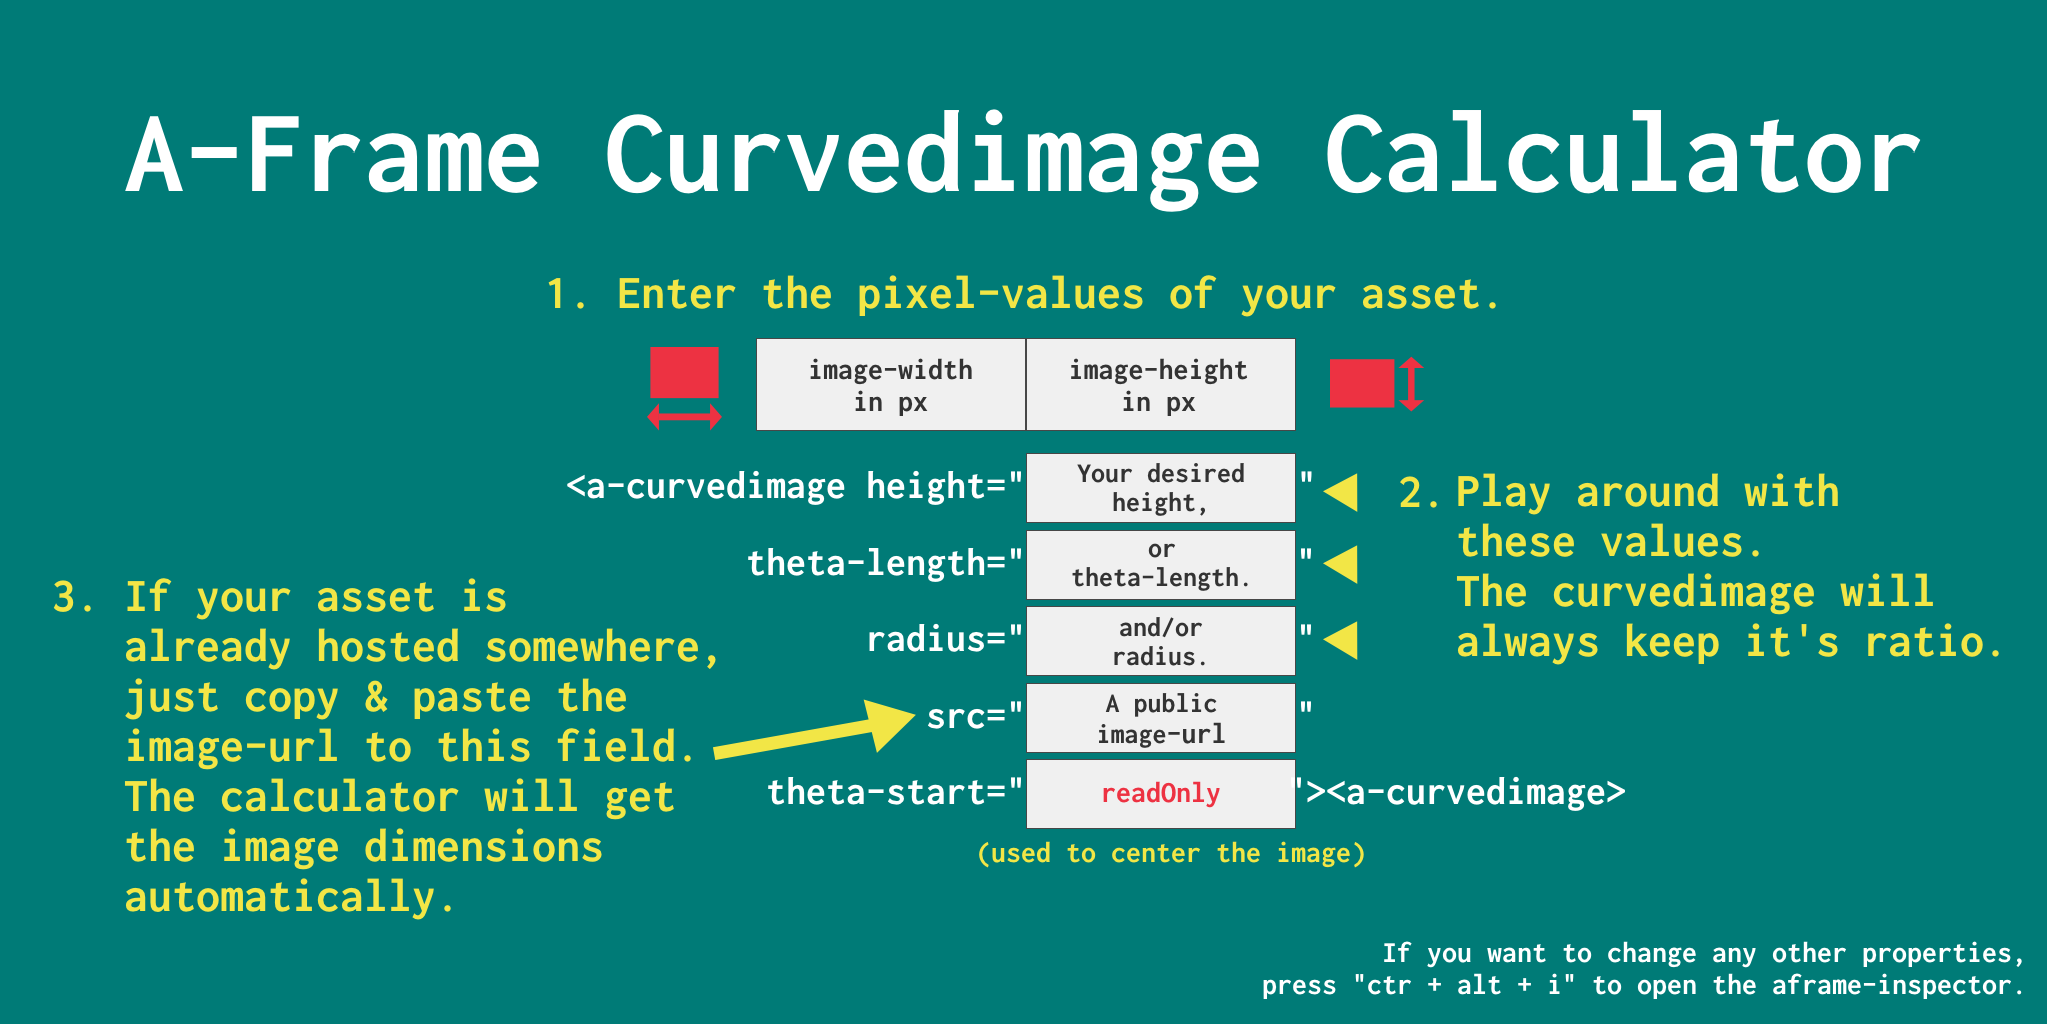 A-Frame Curvedimage Calculator
1. Enter the pixel-values of your asset.
image-width
in px
image-height
in px
<a-curvedimage height="
Your desired
height,
"
theta-length="
or
theta-length.
"
radius="
and/or
radius.
"
src="
A public
image-url
"
theta-start="
readOnly
"><a-curvedimage>
(used to center the image)
2. Play around with
these values.
The curvedimage will
always keep it's ratio.
3. If your asset is
already hosted somewhere,
just copy & paste the
image-url to this field.
The calculator will get
the image dimensions
automatically.
If you want to change any other properties,
press "ctr + alt + i" to open the aframe-inspector.